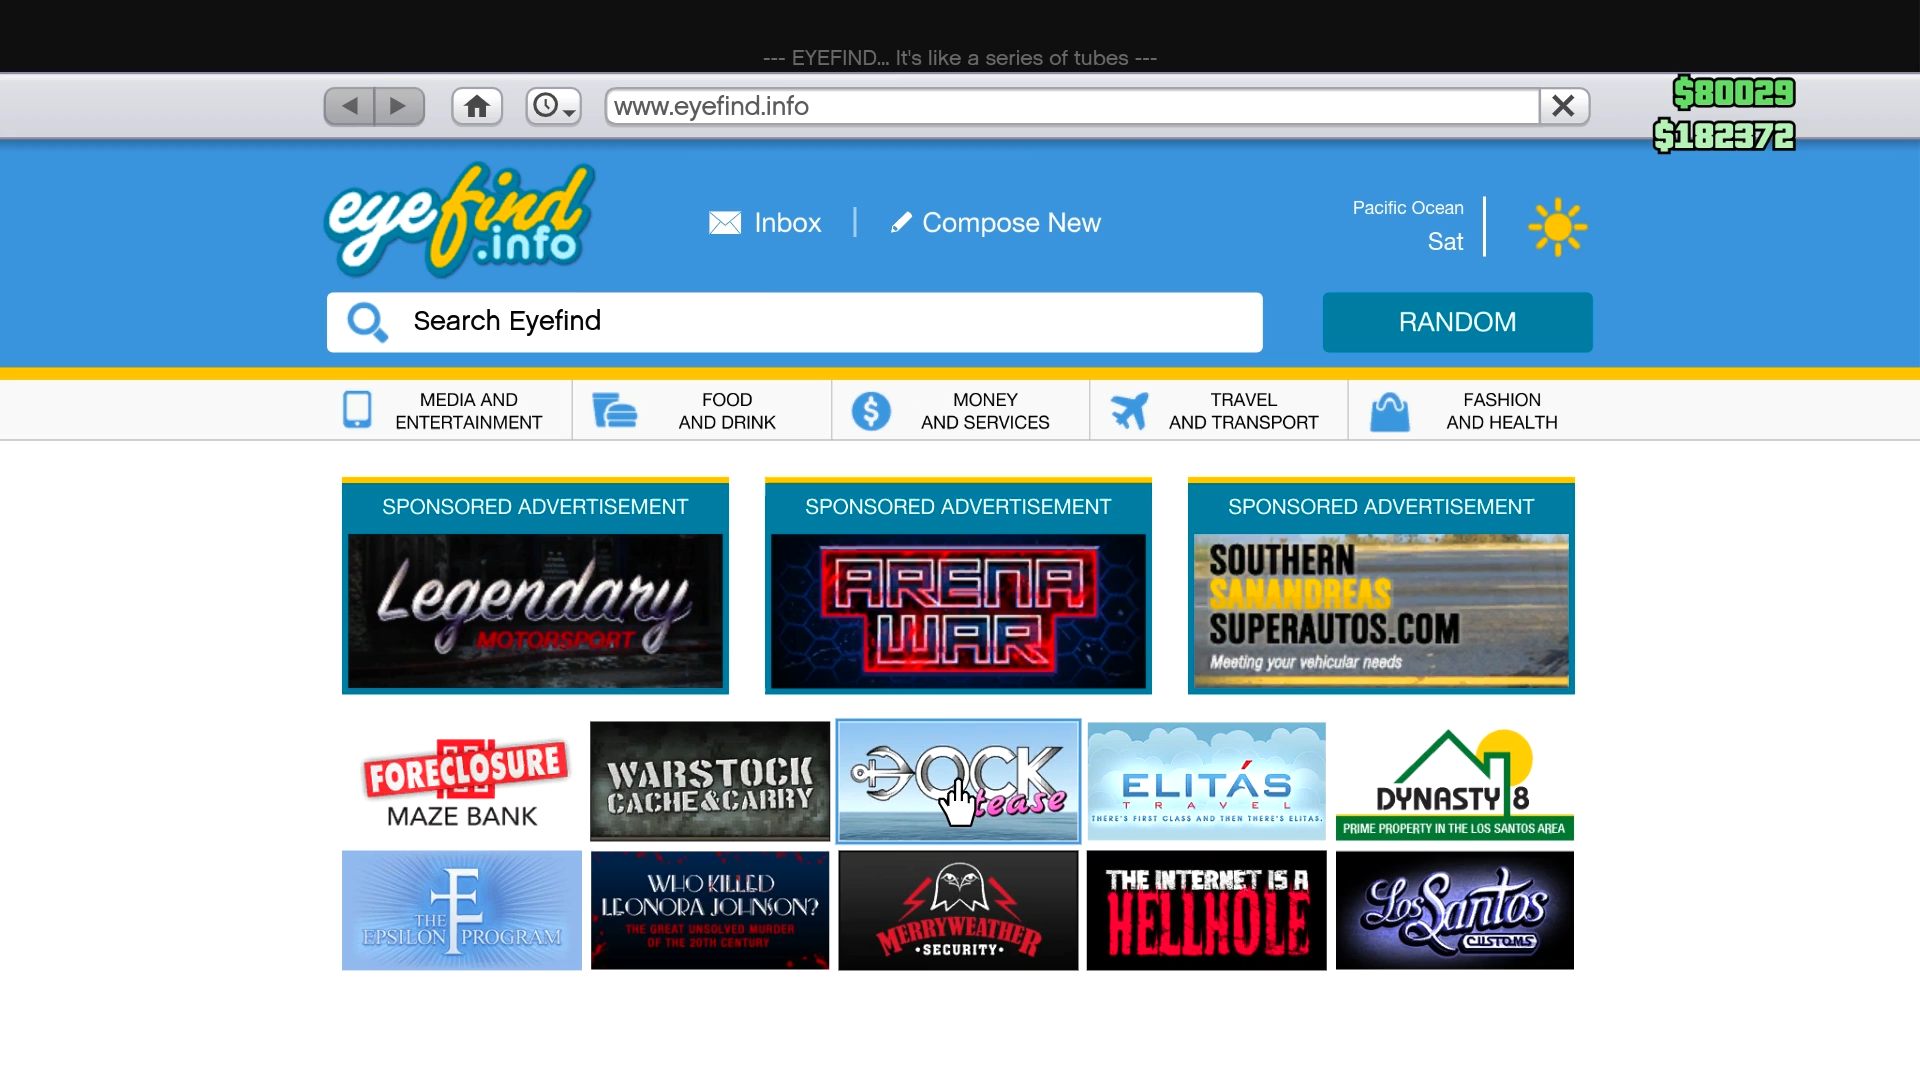 --- EYEFIND... It's like a series of tubes ---
www.eyefind.info
$80029
$182372
eyefind
.info
Inbox
Compose New
Pacific Ocean
Sat
Search Eyefind
RANDOM
MEDIA AND
ENTERTAINMENT
FOOD
AND DRINK
MONEY
AND SERVICES
TRAVEL
AND TRANSPORT
FASHION
AND HEALTH
SPONSORED ADVERTISEMENT
Legendary
MOTORSPORT
SPONSORED ADVERTISEMENT
ARENA
WAR
SPONSORED ADVERTISEMENT
SOUTHERN
SANANDREAS
SUPERAUTOS.COM
Meeting your vehicular needs
FORECLOSURE
MAZE BANK
WARSTOCK
CACHE&CARRY
DOCK
tease
ELITÁS
TRAVEL
THERE'S FIRST CLASS AND THEN THERE'S ELITAS.
DYNASTY 8
PRIME PROPERTY IN THE LOS SANTOS AREA
THE
EPSILON PROGRAM
WHO KILLED
LEONORA JOHNSON?
THE GREAT UNSOLVED MURDER
OF THE 20TH CENTURY
MERRYWEATHER
•SECURITY•
THE INTERNET IS A
HELLHOLE
Los Santos
CUSTOMS